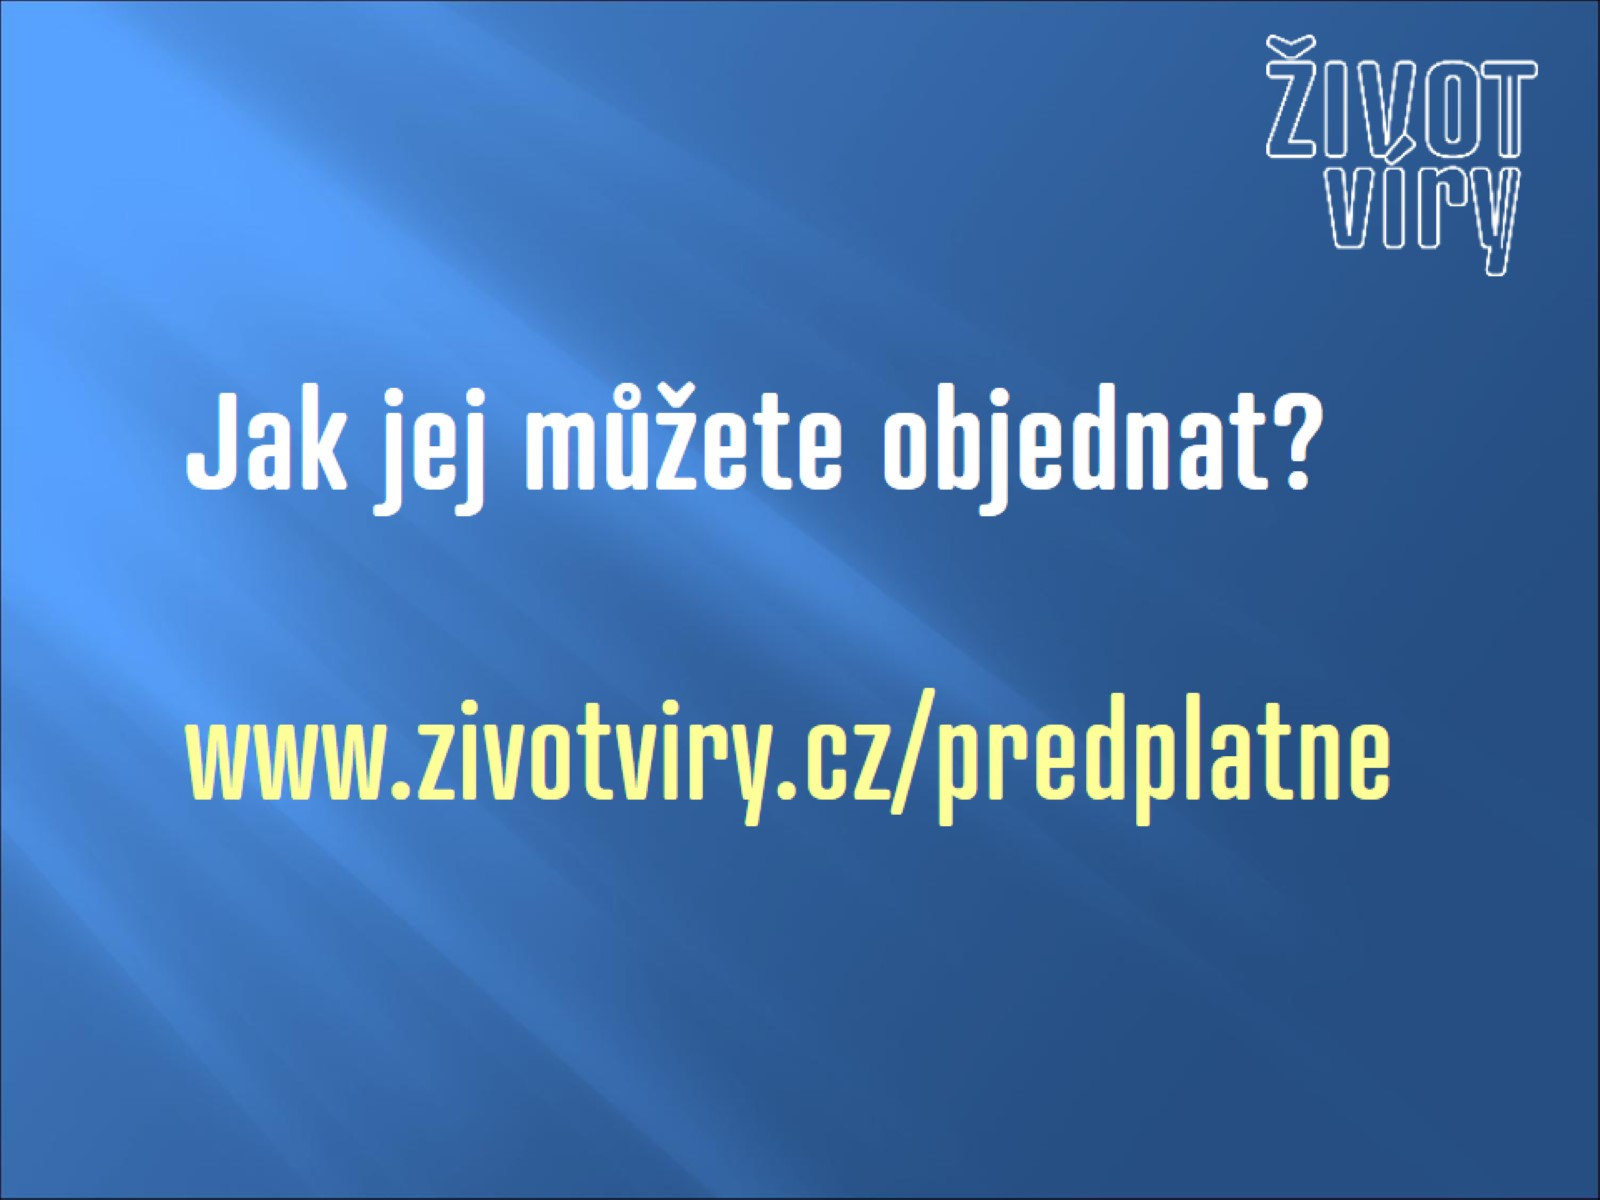 ŽIVOT
víry
Jak jej můžete objednat?
www.zivotviry.cz/predplatne